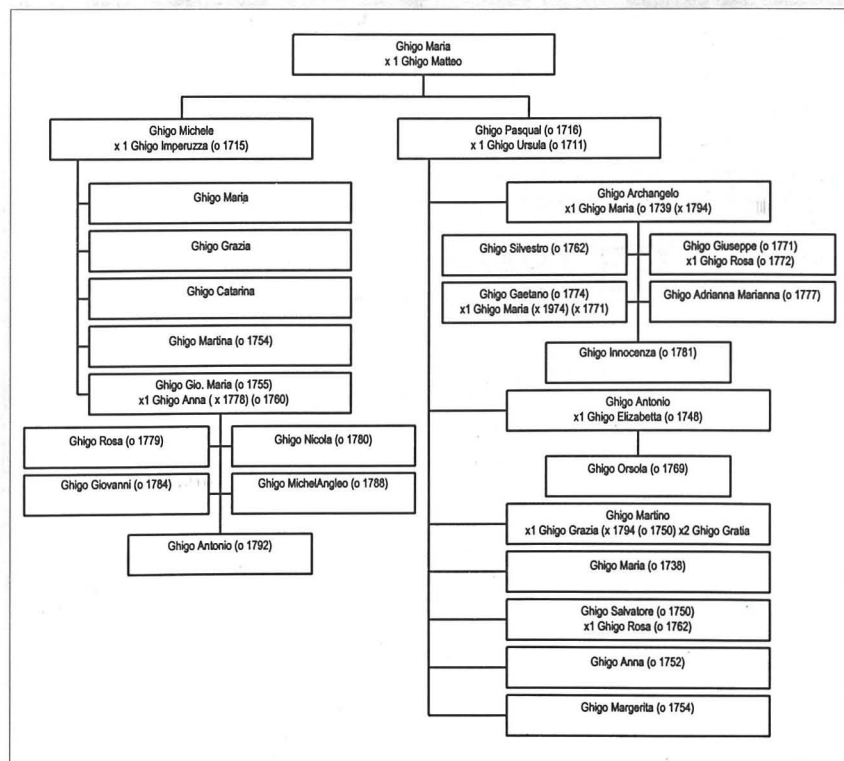 Ghigo Maria
x 1 Ghigo Matteo
Ghigo Michele
x 1 Ghigo Imperuzza (o 1715)
Ghigo Maria
Ghigo Grazia
Ghigo Catarina
Ghigo Martina (o 1754)
Ghigo Gio. Maria (o 1755)
x1 Ghigo Anna ( x 1778) (o 1760)
Ghigo Rosa (o 1779)
Ghigo Nicola (o 1780)
Ghigo Giovanni (o 1784)
Ghigo MichelAngleo (o 1788)
Ghigo Antonio (o 1792)
Ghigo Pasqual (o 1716)
x 1 Ghigo Ursula (o 1711)
Ghigo Archangelo
x1 Ghigo Maria (o 1739 (x 1794)
Ghigo Silvestro (o 1762)
Ghigo Giuseppe (o 1771)
x1 Ghigo Rosa (o 1772)
Ghigo Gaetano (o 1774)
x1 Ghigo Maria (x 1974) (x 1771)
Ghigo Adrianna Marianna (o 1777)
Ghigo Innocenza (o 1781)
Ghigo Antonio
x1 Ghigo Elizabetta (o 1748)
Ghigo Orsola (o 1769)
Ghigo Martino
x1 Ghigo Grazia (x 1794 (o 1750) x2 Ghigo Gratia
Ghigo Maria (o 1738)
Ghigo Salvatore (o 1750)
x1 Ghigo Rosa (o 1762)
Ghigo Anna (o 1752)
Ghigo Margerita (o 1754)